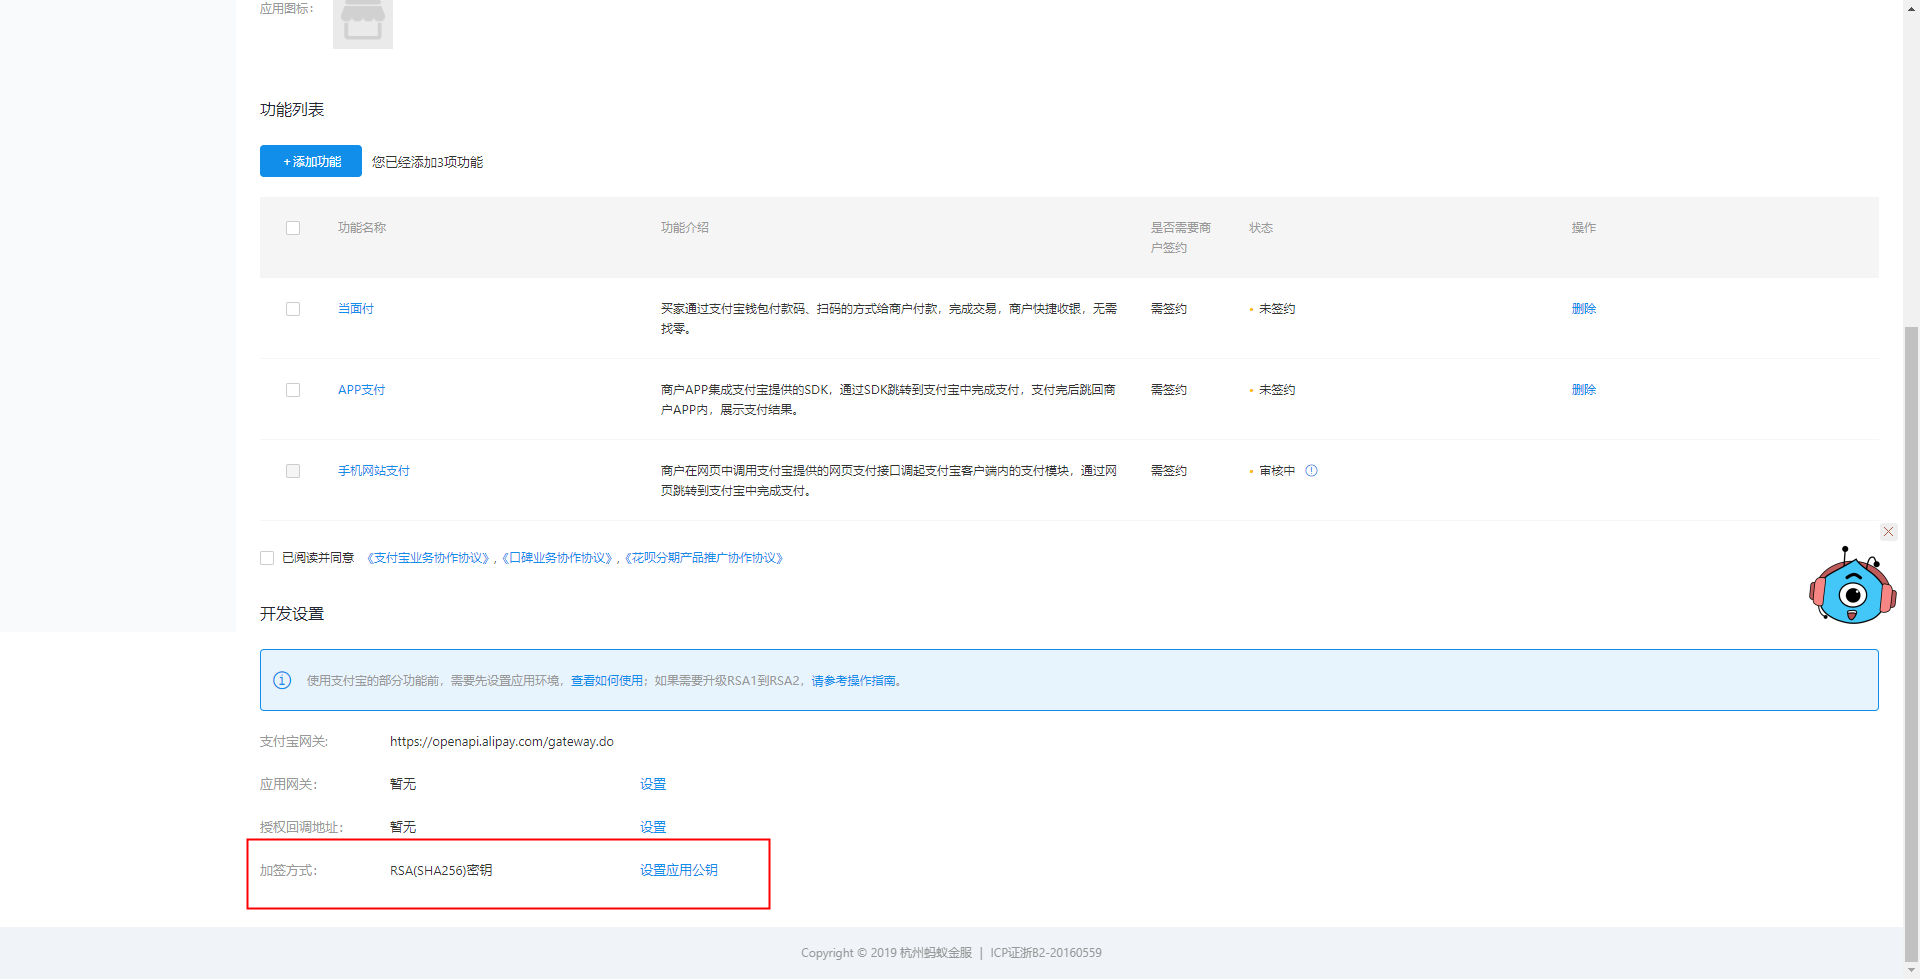 应用图标：
功能列表
+ 添加功能 您已经添加3项功能
功能名称 功能介绍 是否需要商 状态 操作
户签约
当面付 买家通过支付宝钱包付款码、扫码的方式给商户付款，完成交易，商户快捷收银，无需 需签约 未签约 删除
找零。
APP支付 商户APP集成支付宝提供的SDK，通过SDK跳转到支付宝中完成支付，支付完后跳回商 需签约 未签约 删除
户APP内，展示支付结果。
手机网站支付 商户在网页中调用支付宝提供的网页支付接口调起支付宝客户端内的支付模块，通过网 需签约 审核中
页跳转到支付宝中完成支付。
已阅读并同意 《支付宝业务协作协议》,《口碑业务协作协议》,《花呗分期产品推广协作协议》
开发设置
使用支付宝的部分功能前，需要先设置应用环境，查看如何使用；如果需要升级RSA1到RSA2，请参考操作指南。
支付宝网关: https://openapi.alipay.com/gateway.do
应用网关： 暂无 设置
授权回调地址： 暂无 设置
加签方式： RSA(SHA256)密钥 设置应用公钥
Copyright © 2019 杭州蚂蚁金服 | ICP证浙B2-20160559